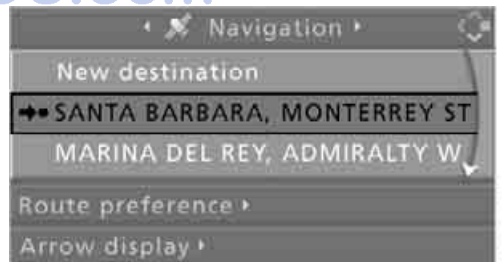 Navigation
New destination
SANTA BARBARA, MONTERREY ST
MARINA DEL REY, ADMIRALTY W
Route preference
Arrow display